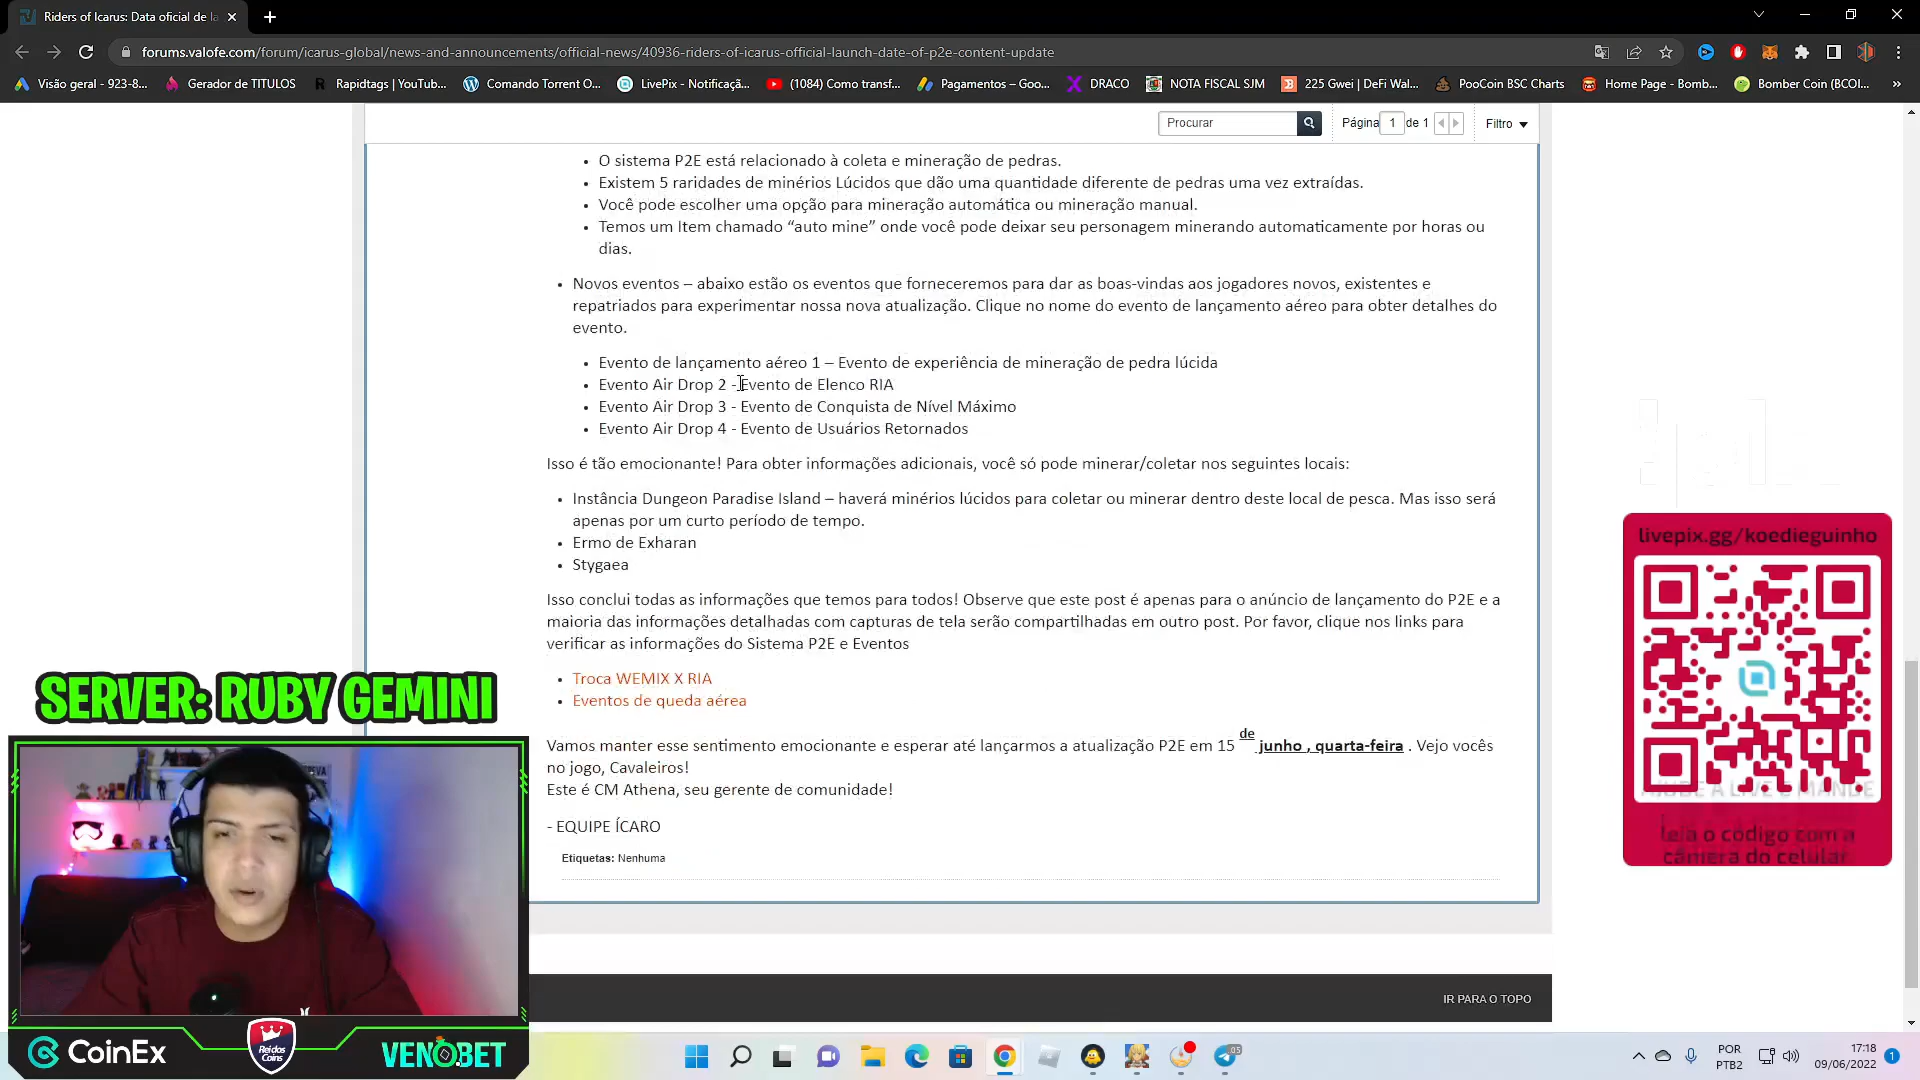 Riders of Icarus: Data oficial de la
forums.valofe.com/forum/icarus-global/news-and-announcements/official-news/40936-riders-of-icarus-official-launch-date-of-p2e-content-update
Visão geral - 923-8...
Gerador de TITULOS
Rapidtags | YouTub...
Comando Torrent O...
LivePix - Notificaçã...
(1084) Como transf...
Pagamentos – Goo...
DRACO
NOTA FISCAL SJM
225 Gwei | DeFi Wal...
PooCoin BSC Charts
Home Page - Bomb...
Bomber Coin (BCOI...
Procurar
Página 1 de 1
Filtro
• O sistema P2E está relacionado à coleta e mineração de pedras.
• Existem 5 raridades de minérios Lúcidos que dão uma quantidade diferente de pedras uma vez extraídas.
• Você pode escolher uma opção para mineração automática ou mineração manual.
• Temos um Item chamado “auto mine” onde você pode deixar seu personagem minerando automaticamente por horas ou
dias.
• Novos eventos – abaixo estão os eventos que forneceremos para dar as boas-vindas aos jogadores novos, existentes e
repatriados para experimentar nossa nova atualização. Clique no nome do evento de lançamento aéreo para obter detalhes do
evento.
• Evento de lançamento aéreo 1 – Evento de experiência de mineração de pedra lúcida
• Evento Air Drop 2 - Evento de Elenco RIA
• Evento Air Drop 3 - Evento de Conquista de Nível Máximo
• Evento Air Drop 4 - Evento de Usuários Retornados
Isso é tão emocionante! Para obter informações adicionais, você só pode minerar/coletar nos seguintes locais:
• Instância Dungeon Paradise Island – haverá minérios lúcidos para coletar ou minerar dentro deste local de pesca. Mas isso será
apenas por um curto período de tempo.
• Ermo de Exharan
• Stygaea
Isso conclui todas as informações que temos para todos! Observe que este post é apenas para o anúncio de lançamento do P2E e a
maioria das informações detalhadas com capturas de tela serão compartilhadas em outro post. Por favor, clique nos links para
verificar as informações do Sistema P2E e Eventos
• Troca WEMIX X RIA
• Eventos de queda aérea
Vamos manter esse sentimento emocionante e esperar até lançarmos a atualização P2E em 15 de junho , quarta-feira . Vejo vocês
no jogo, Cavaleiros!
Este é CM Athena, seu gerente de comunidade!
- EQUIPE ÍCARO
Etiquetas: Nenhuma
IR PARA O TOPO
livepix.gg/koedieguinho
AJUDE A LIVE E MANDE
leia o código com a
câmera do celular
SERVER: RUBY GEMINI
CoinEx
Rei dos
Coins
VENOBET
05
POR
PTB2
17:18
09/06/2022
1